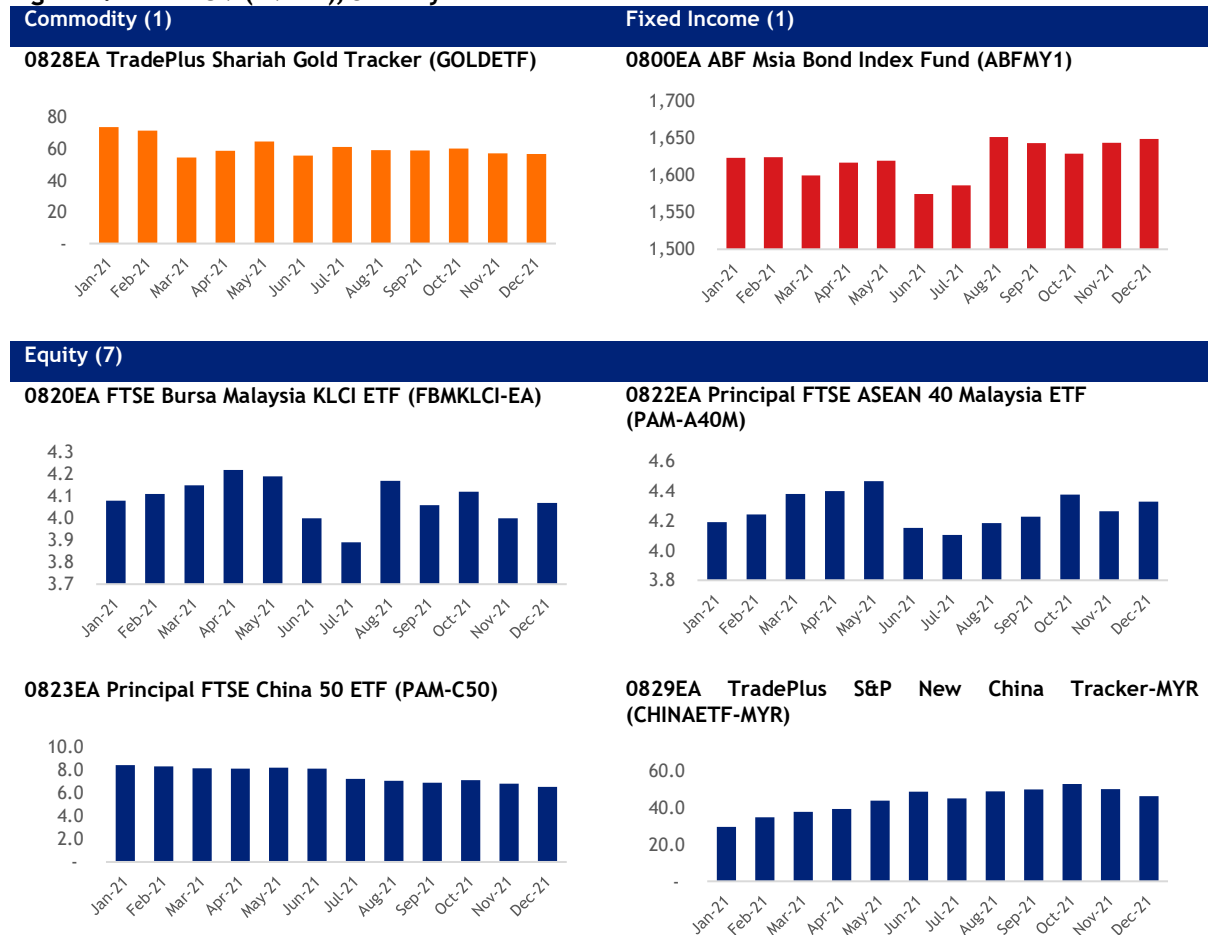 Commodity (1)
Fixed Income (1)
0828EA TradePlus Shariah Gold Tracker (GOLDETF)
80
60
40
20
-
Jan-21 Feb-21 Mar-21 Apr-21 May-21 Jun-21 Jul-21 Aug-21 Sep-21 Oct-21 Nov-21 Dec-21
0800EA ABF Msia Bond Index Fund (ABFMY1)
1,700
1,650
1,600
1,550
1,500
Jan-21 Feb-21 Mar-21 Apr-21 May-21 Jun-21 Jul-21 Aug-21 Sep-21 Oct-21 Nov-21 Dec-21
Equity (7)
0820EA FTSE Bursa Malaysia KLCI ETF (FBMKLCI-EA)
4.3
4.2
4.1
4.0
3.9
3.8
3.7
Jan-21 Feb-21 Mar-21 Apr-21 May-21 Jun-21 Jul-21 Aug-21 Sep-21 Oct-21 Nov-21 Dec-21
0822EA Principal FTSE ASEAN 40 Malaysia ETF
(PAM-A40M)
4.6
4.4
4.2
4.0
3.8
Jan-21 Feb-21 Mar-21 Apr-21 May-21 Jun-21 Jul-21 Aug-21 Sep-21 Oct-21 Nov-21 Dec-21
0823EA Principal FTSE China 50 ETF (PAM-C50)
10.0
8.0
6.0
4.0
2.0
-
Jan-21 Feb-21 Mar-21 Apr-21 May-21 Jun-21 Jul-21 Aug-21 Sep-21 Oct-21 Nov-21 Dec-21
0829EA TradePlus S&P New China Tracker-MYR
(CHINAETF-MYR)
60.0
40.0
20.0
-
Jan-21 Feb-21 Mar-21 Apr-21 May-21 Jun-21 Jul-21 Aug-21 Sep-21 Oct-21 Nov-21 Dec-21